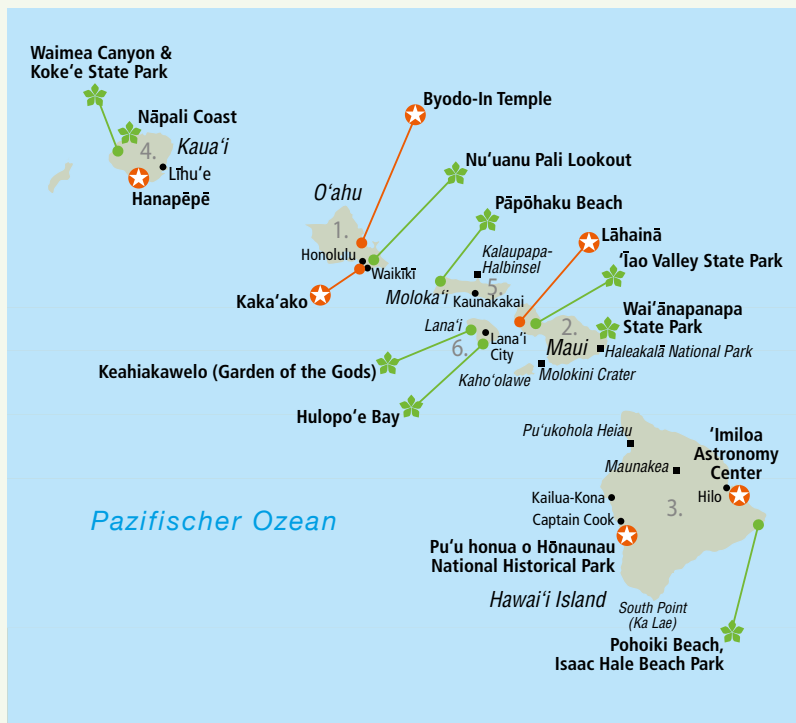 Waimea Canyon &
Koke'e State Park
Nāpali Coast
4.
Kaua'i
Līhu'e
Hanapēpē
Byodo-In Temple
O'ahu
Nu'uanu Pali Lookout
1.
Honolulu
Waikīkī
Kaka'ako
Pāpōhaku Beach
Kalaupapa-
Halbinsel
5.
Moloka'i
Kaunakakai
Lāhainā
'Īao Valley State Park
Wai'ānapanapa
State Park
2.
Maui
Haleakalā National Park
Lana'i
Lana'i
City
6.
Kaho'olawe
Molokini Crater
Keahiakawelo (Garden of the Gods)
Hulopo'e Bay
Pu'ukohola Heiau
'Imiloa
Astronomy
Center
Maunakea
Hilo
Kailua-Kona
3.
Captain Cook
Pazifischer Ozean
Pu'u honua o Hōnaunau
National Historical Park
Hawai'i Island
South Point
(Ka Lae)
Pohoiki Beach,
Isaac Hale Beach Park